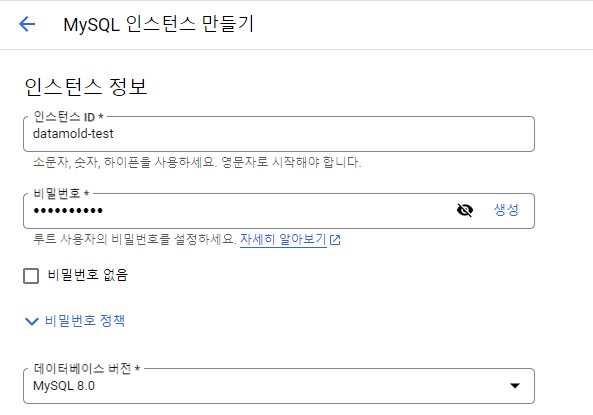 MySQL 인스턴스 만들기
인스턴스 정보
인스턴스 ID *
datamold-test
소문자, 숫자, 하이픈을 사용하세요. 영문자로 시작해야 합니다.
비밀번호 *
•••••••••• 생성
루트 사용자의 비밀번호를 설정하세요. 자세히 알아보기
비밀번호 없음
비밀번호 정책
데이터베이스 버전 *
MySQL 8.0